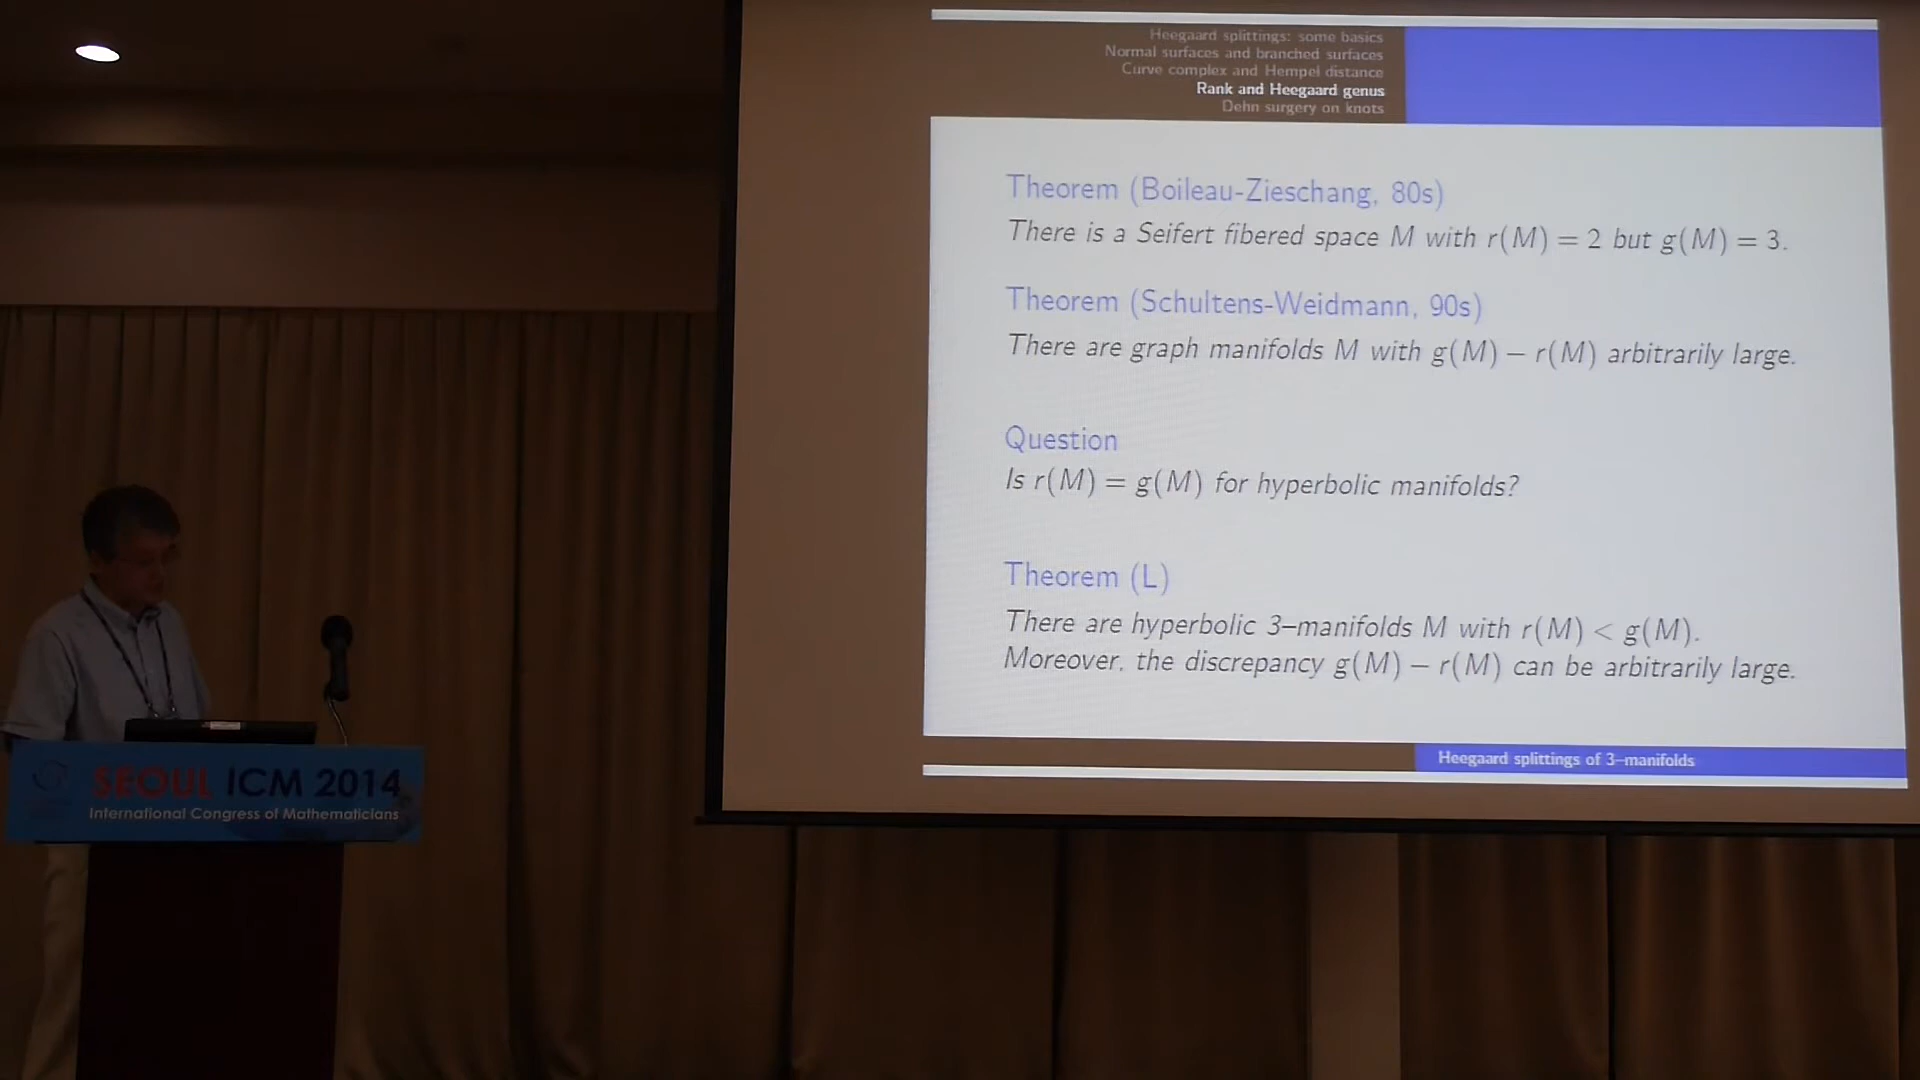 Heegaard splittings: some basics
Normal surfaces and branched surfaces
Curve complex and Hempel distance
Rank and Heegaard genus
Dehn surgery on knots
Theorem (Boileau-Zieschang, 80s)
There is a Seifert fibered space M with r(M) = 2 but g(M) = 3.
Theorem (Schultens-Weidmann, 90s)
There are graph manifolds M with g(M) − r(M) arbitrarily large.
Question
Is r(M) = g(M) for hyperbolic manifolds?
Theorem (L)
There are hyperbolic 3–manifolds M with r(M) < g(M).
Moreover, the discrepancy g(M) − r(M) can be arbitrarily large.
Heegaard splittings of 3–manifolds
SEOUL ICM 2014
International Congress of Mathematicians